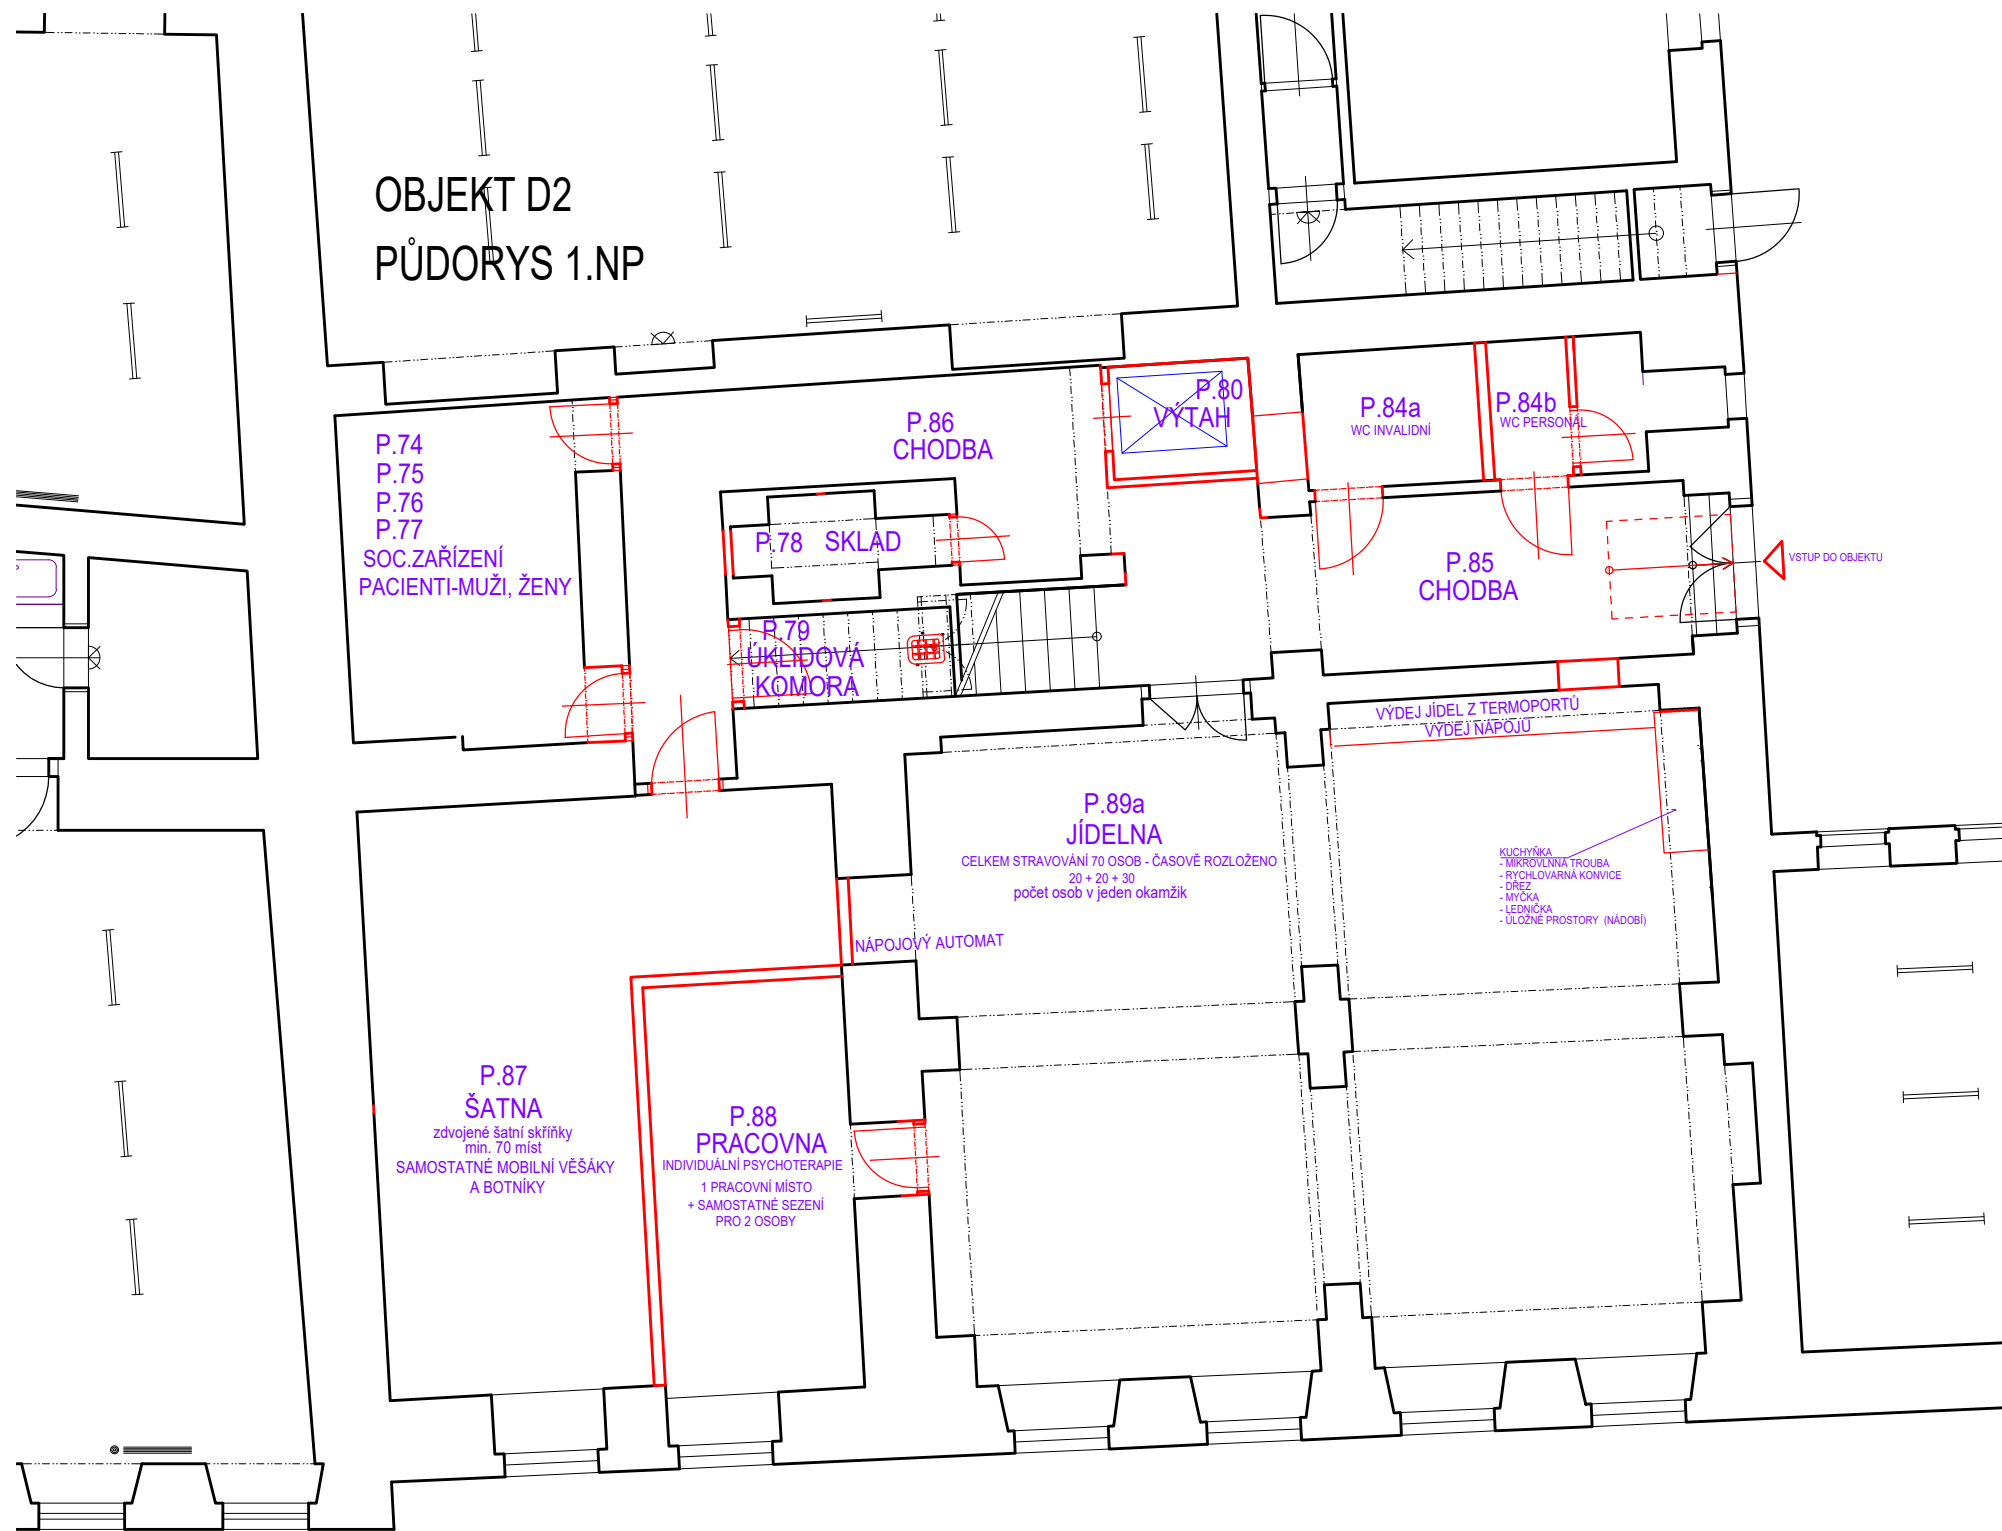 OBJEKT D2
PŮDORYS 1.NP
P.74
P.75
P.76
P.77
SOC.ZAŘÍZENÍ
PACIENTI-MUŽI, ŽENY
P.86
CHODBA
P.80
VÝTAH
P.84a
WC INVALIDNÍ
P.84b
WC PERSONÁL
P.78 SKLAD
P.79
ÚKLIDOVÁ
KOMORA
P.85
CHODBA
VSTUP DO OBJEKTU
VÝDEJ JÍDEL Z TERMOPORTŮ
VÝDEJ NÁPOJŮ
P.89a
JÍDELNA
CELKEM STRAVOVÁNÍ 70 OSOB - ČASOVĚ ROZLOŽENO
20 + 20 + 30
počet osob v jeden okamžik
KUCHYŇKA
- MIKROVLNNÁ TROUBA
- RYCHLOVARNÁ KONVICE
- DŘEZ
- MYČKA
- LEDNIČKA
- ÚLOŽNÉ PROSTORY (NÁDOBÍ)
NÁPOJOVÝ AUTOMAT
P.87
ŠATNA
zdvojené šatní skříňky
min. 70 míst
SAMOSTATNÉ MOBILNÍ VĚŠÁKY
A BOTNÍKY
P.88
PRACOVNA
INDIVIDUÁLNÍ PSYCHOTERAPIE
1 PRACOVNÍ MÍSTO
+ SAMOSTATNÉ SEZENÍ
PRO 2 OSOBY